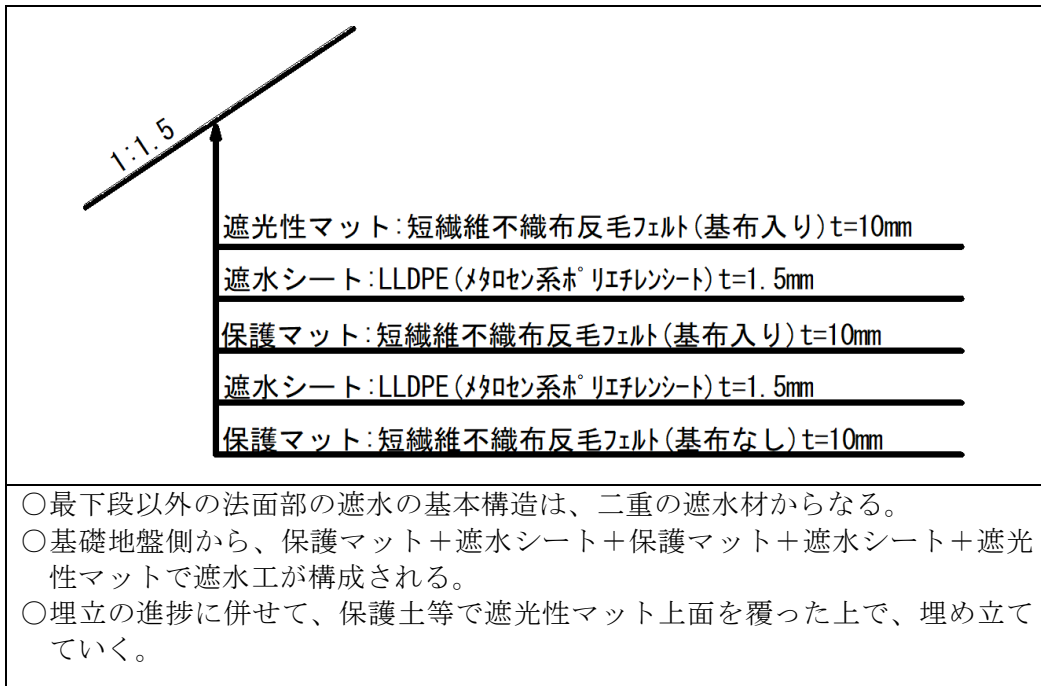 1:1.5
遮光性マット:短繊維不織布反毛ﾌｪﾙﾄ(基布入り)t=10mm
遮水シート:LLDPE(ﾒﾀﾛｾﾝ系ﾎﾟﾘｴﾁﾚﾝｼｰﾄ)t=1.5mm
保護マット:短繊維不織布反毛ﾌｪﾙﾄ(基布入り)t=10mm
遮水シート:LLDPE(ﾒﾀﾛｾﾝ系ﾎﾟﾘｴﾁﾚﾝｼｰﾄ)t=1.5mm
保護マット:短繊維不織布反毛ﾌｪﾙﾄ(基布なし)t=10mm
○最下段以外の法面部の遮水の基本構造は、二重の遮水材からなる。
○基礎地盤側から、保護マット＋遮水シート＋保護マット＋遮水シート＋遮光
性マットで遮水工が構成される。
○埋立の進捗に併せて、保護土等で遮光性マット上面を覆った上で、埋め立て
ていく。